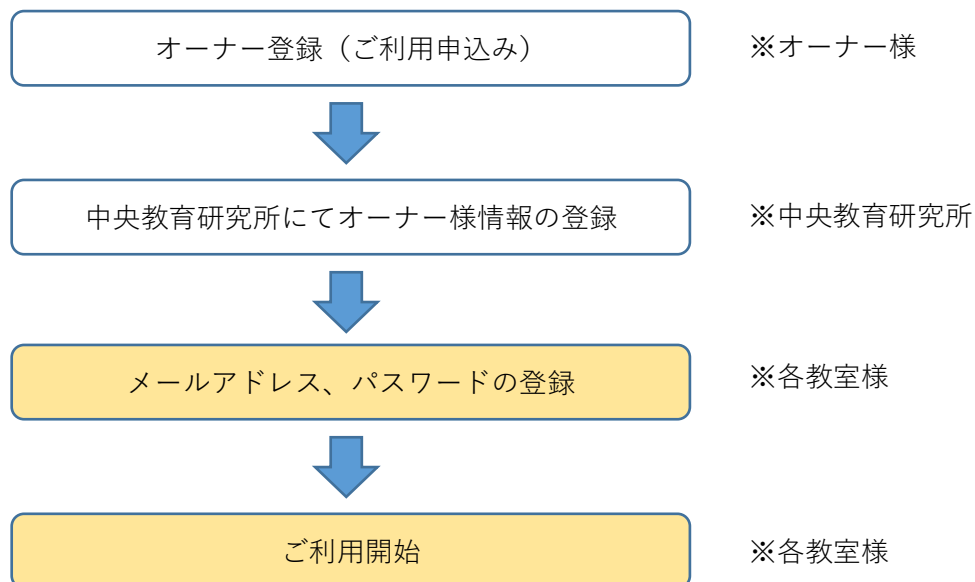 オーナー登録（ご利用申込み） ※オーナー様
中央教育研究所にてオーナー様情報の登録 ※中央教育研究所
メールアドレス、パスワードの登録 ※各教室様
ご利用開始 ※各教室様